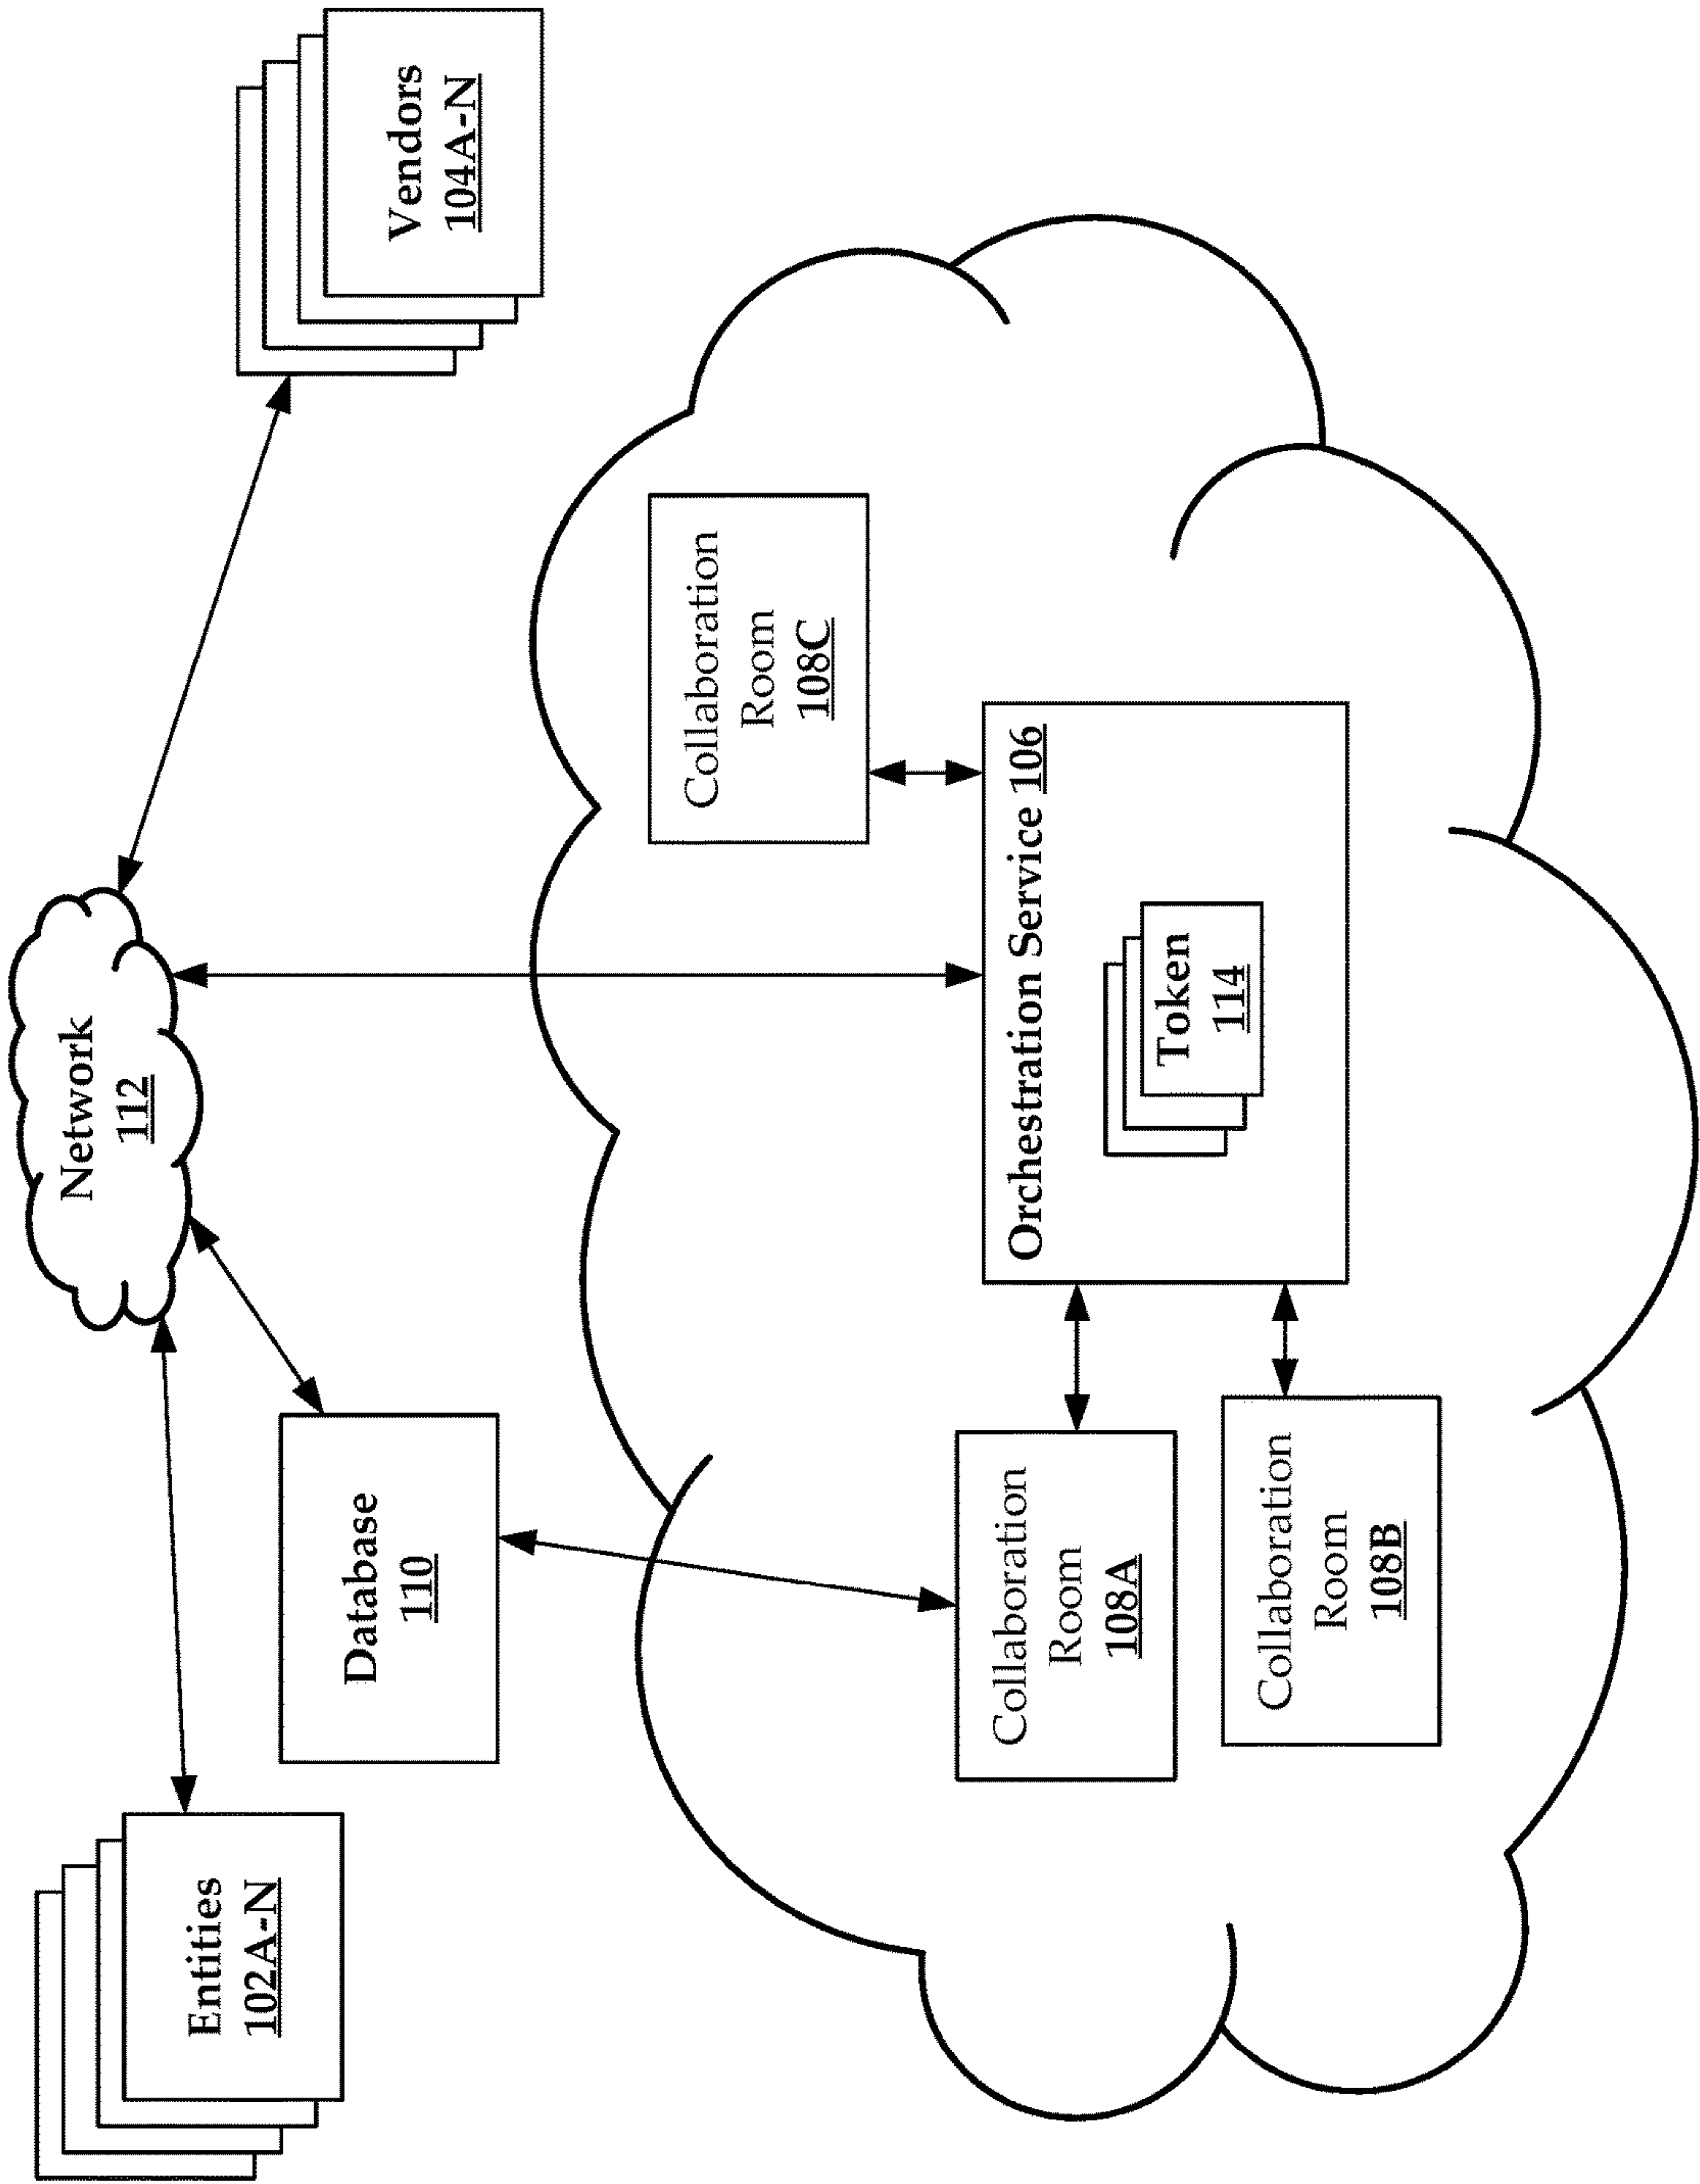 Entities
102A-N
Network
112
Vendors
104A-N
Database
110
Collaboration
Room
108C
Collaboration
Room
108A
Orchestration Service 106
Token
114
Collaboration
Room
108B